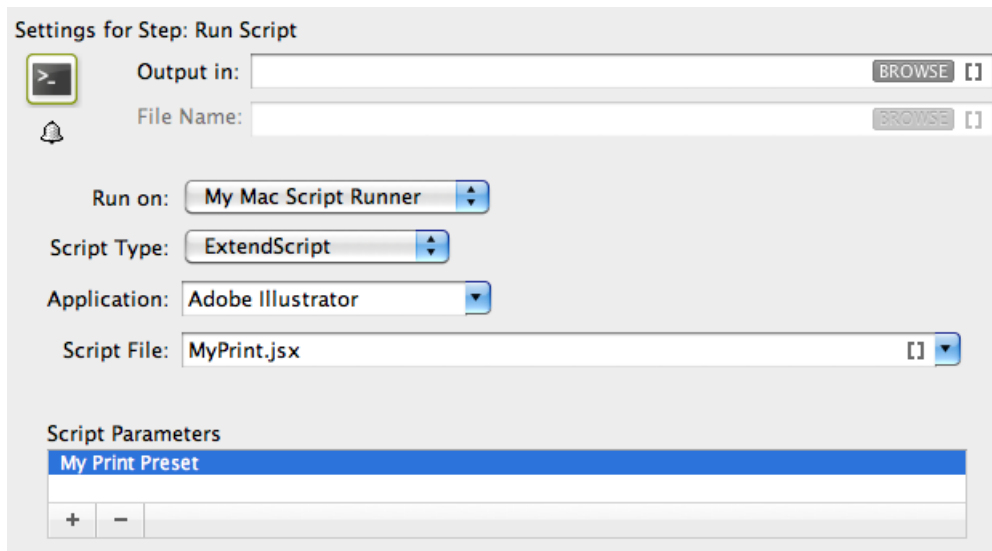 Settings for Step: Run Script
>_
Output in: BROWSE []
File Name: BROWSE []
Run on: My Mac Script Runner
Script Type: ExtendScript
Application: Adobe Illustrator
Script File: MyPrint.jsx []
Script Parameters
My Print Preset
+ −